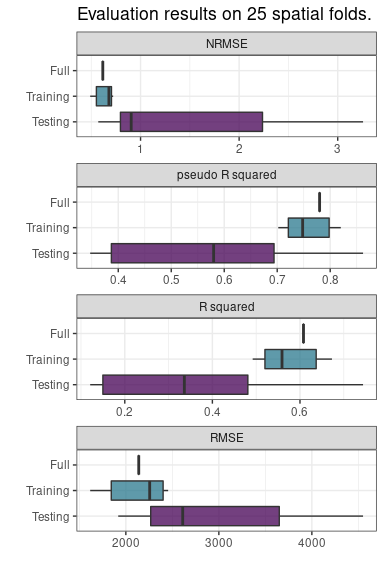 Evaluation results on 25 spatial folds.
NRMSE
Full
Training
Testing
1 2 3
pseudo R squared
Full
Training
Testing
0.4 0.5 0.6 0.7 0.8
R squared
Full
Training
Testing
0.2 0.4 0.6
RMSE
Full
Training
Testing
2000 3000 4000